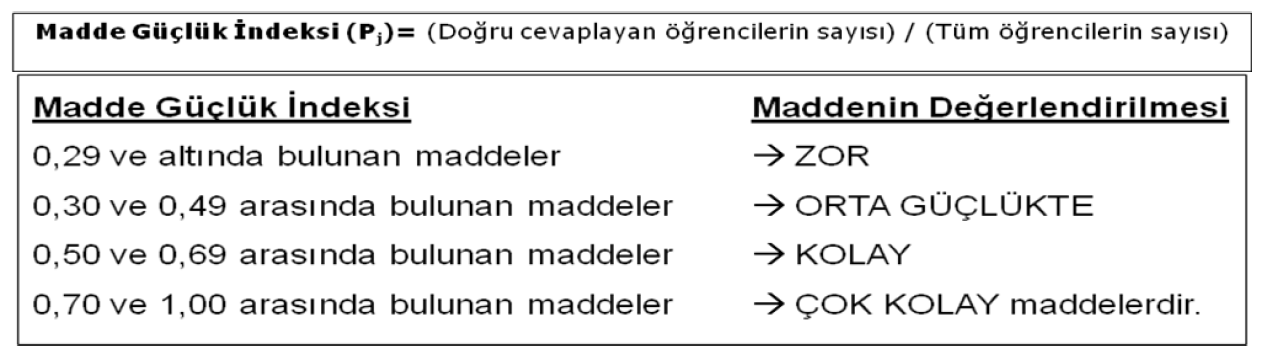 Madde Güçlük İndeksi (Pj)= (Doğru cevaplayan öğrencilerin sayısı) / (Tüm öğrencilerin sayısı)
Madde Güçlük İndeksi Maddenin Değerlendirilmesi
0,29 ve altında bulunan maddeler → ZOR
0,30 ve 0,49 arasında bulunan maddeler → ORTA GÜÇLÜKTE
0,50 ve 0,69 arasında bulunan maddeler → KOLAY
0,70 ve 1,00 arasında bulunan maddeler → ÇOK KOLAY maddelerdir.